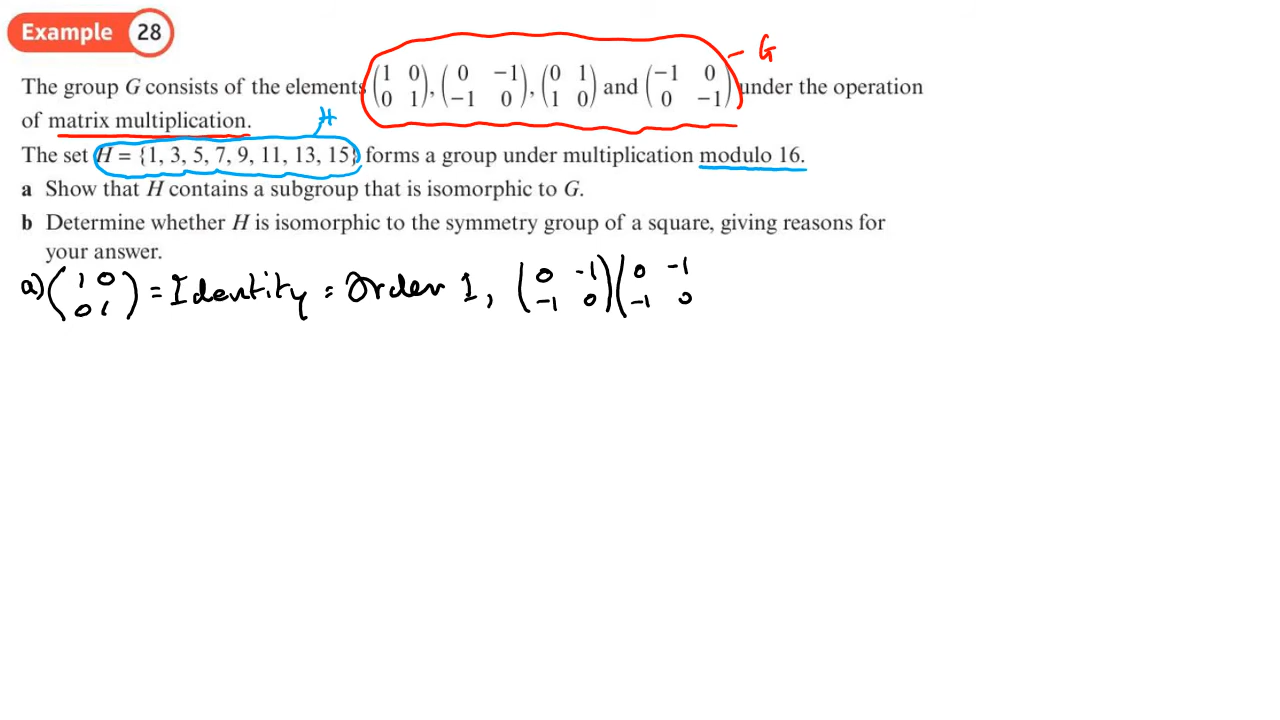 Example 28
G
The group G consists of the elements (1 0 / 0 1), (0 −1 / −1 0), (0 1 / 1 0) and (−1 0 / 0 −1) under the operation
of matrix multiplication.
H
The set H = {1, 3, 5, 7, 9, 11, 13, 15} forms a group under multiplication modulo 16.
a Show that H contains a subgroup that is isomorphic to G.
b Determine whether H is isomorphic to the symmetry group of a square, giving reasons for
your answer.
a) (1 0 / 0 1) = Identity = Order 1, (0 -1 / -1 0)(0 -1 / -1 0